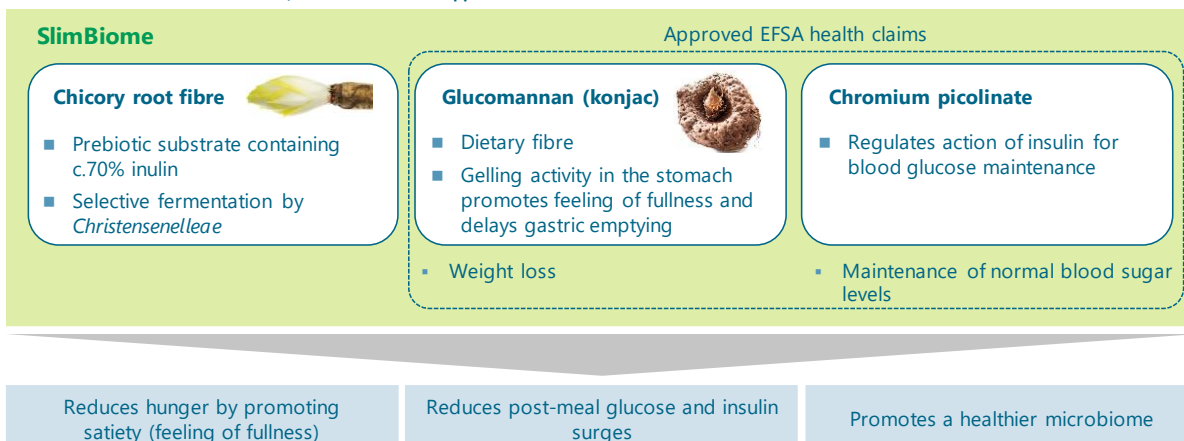 SlimBiome
Approved EFSA health claims
Chicory root fibre
■ Prebiotic substrate containing
c.70% inulin
■ Selective fermentation by
Christensenelleae
Glucomannan (konjac)
■ Dietary fibre
■ Gelling activity in the stomach
promotes feeling of fullness and
delays gastric emptying
Chromium picolinate
■ Regulates action of insulin for
blood glucose maintenance
▪ Weight loss
▪ Maintenance of normal blood sugar
levels
Reduces hunger by promoting
satiety (feeling of fullness)
Reduces post-meal glucose and insulin
surges
Promotes a healthier microbiome